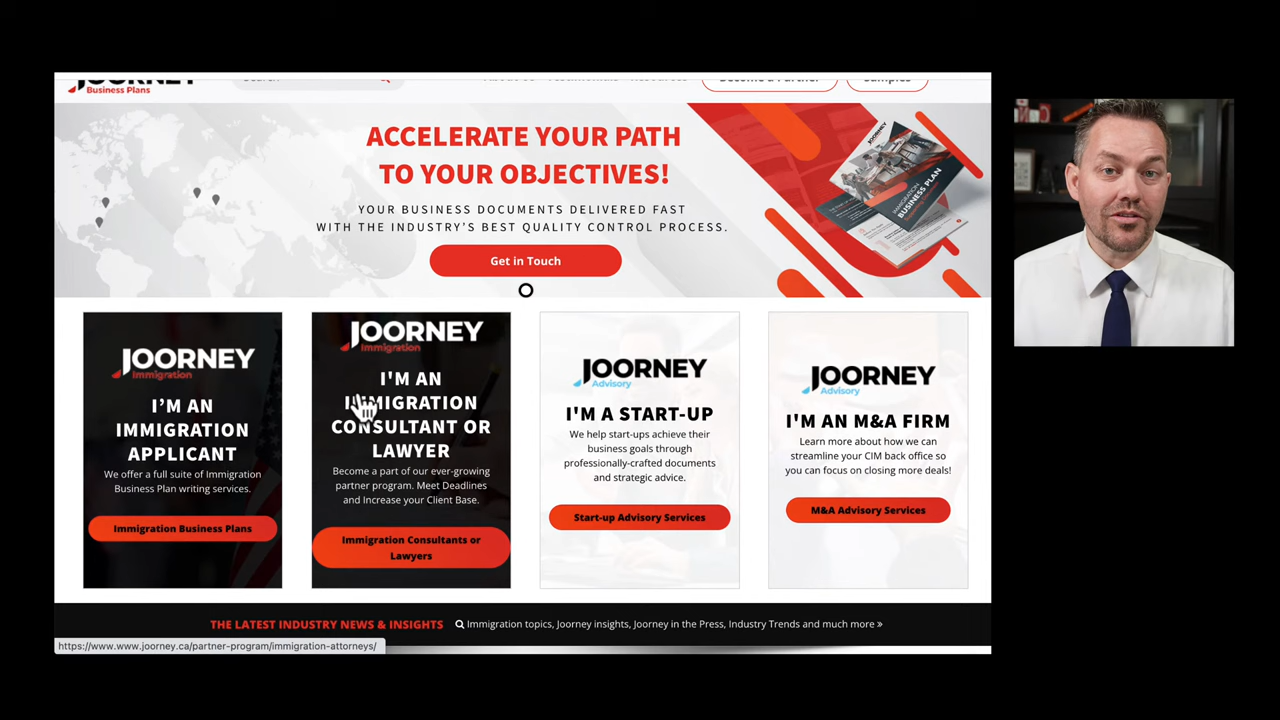 JOORNEY
Business Plans
ACCELERATE YOUR PATH
TO YOUR OBJECTIVES!
YOUR BUSINESS DOCUMENTS DELIVERED FAST
WITH THE INDUSTRY'S BEST QUALITY CONTROL PROCESS.
Get in Touch
JOORNEY
BUSINESS PLAN
JOORNEY
Immigration
I'M AN
IMMIGRATION
APPLICANT
We offer a full suite of Immigration
Business Plan writing services.
Immigration Business Plans
JOORNEY
Immigration
I'M AN
IMMIGRATION
CONSULTANT OR
LAWYER
Become a part of our ever-growing
partner program. Meet Deadlines
and Increase your Client Base.
Immigration Consultants or
Lawyers
JOORNEY
Advisory
I'M A START-UP
We help start-ups achieve their
business goals through
professionally-crafted documents
and strategic advice.
Start-up Advisory Services
JOORNEY
Advisory
I'M AN M&A FIRM
Learn more about how we can
streamline your CIM back office so
you can focus on closing more deals!
M&A Advisory Services
THE LATEST INDUSTRY NEWS & INSIGHTS Immigration topics, Joorney insights, Joorney in the Press, Industry Trends and much more »
https://www.www.joorney.ca/partner-program/immigration-attorneys/